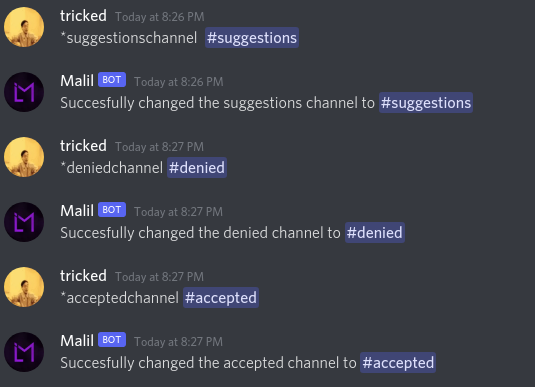 tricked Today at 8:26 PM
*suggestionschannel #suggestions
Malil BOT Today at 8:26 PM
Succesfully changed the suggestions channel to #suggestions
tricked Today at 8:27 PM
*deniedchannel #denied
Malil BOT Today at 8:27 PM
Succesfully changed the denied channel to #denied
tricked Today at 8:27 PM
*acceptedchannel #accepted
Malil BOT Today at 8:27 PM
Succesfully changed the accepted channel to #accepted